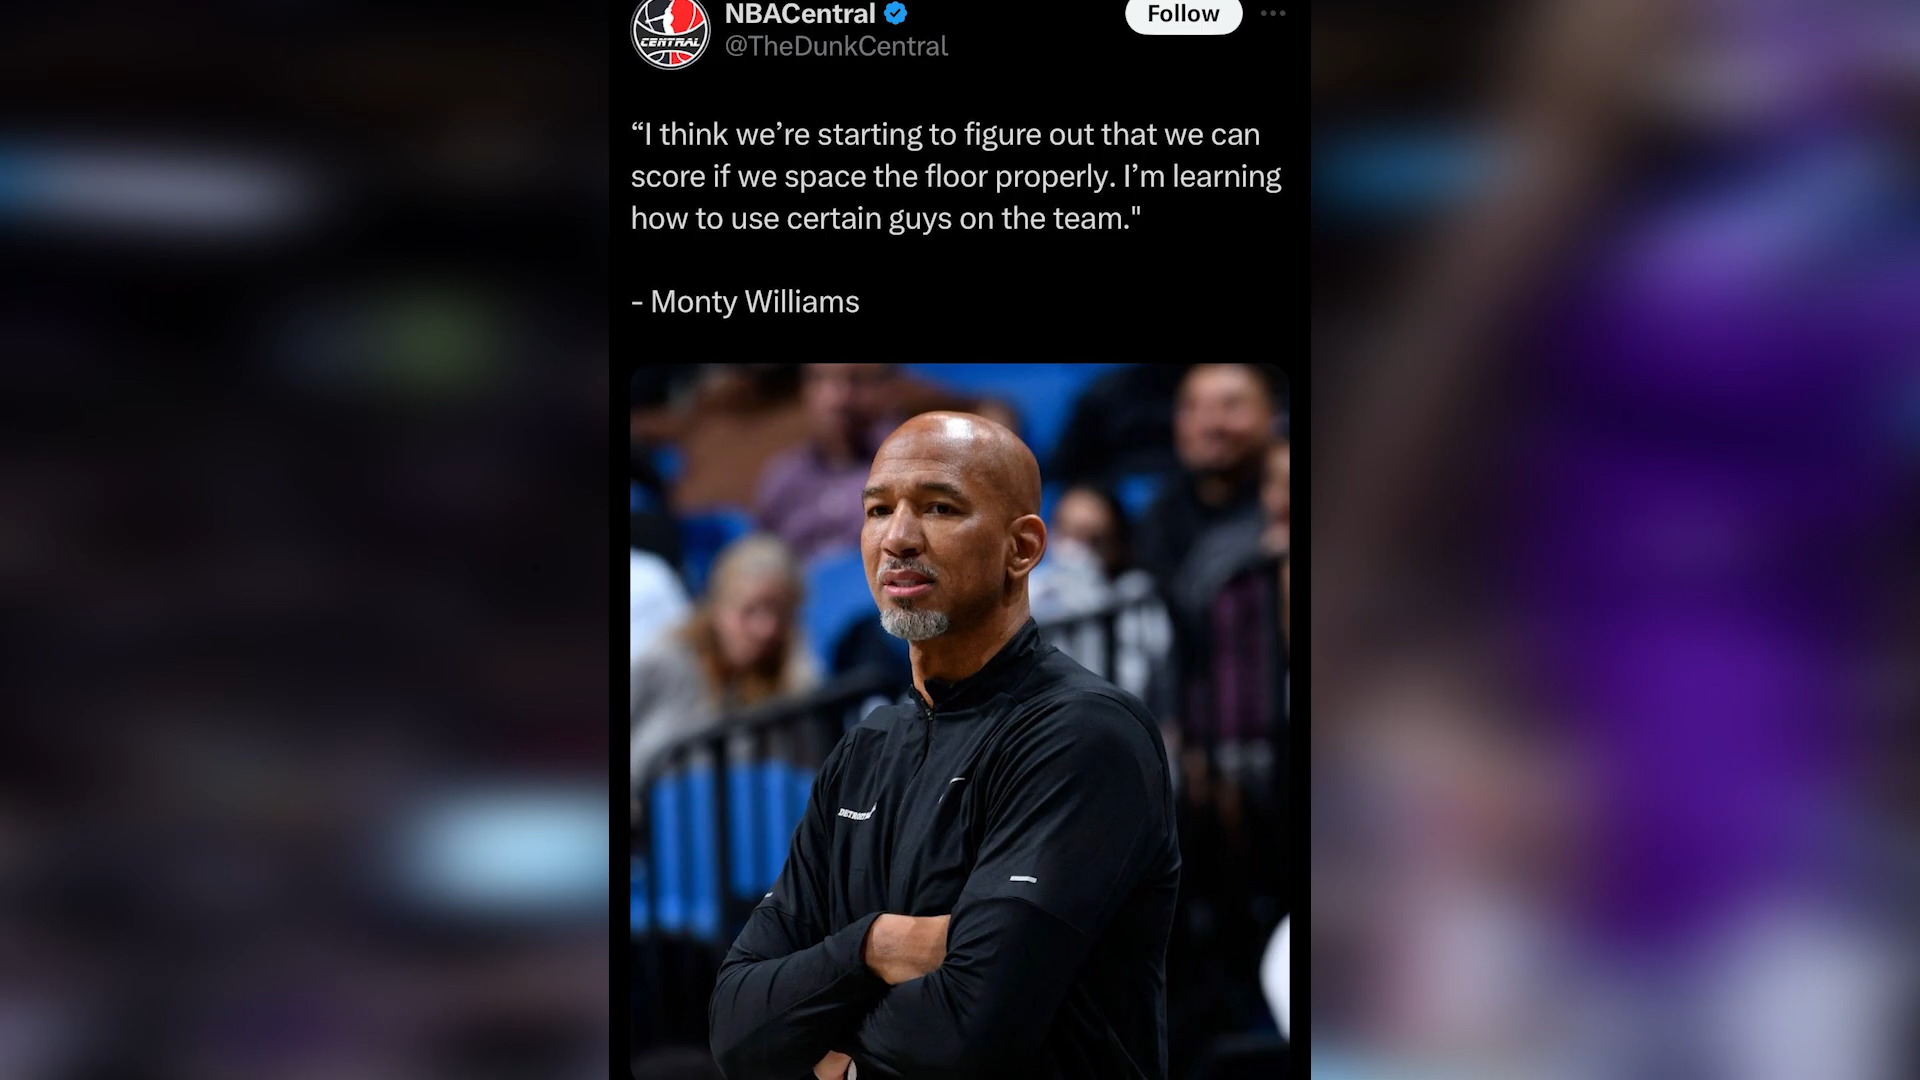 NBACentral
@TheDunkCentral
Follow
CENTRAL
“I think we’re starting to figure out that we can
score if we space the floor properly. I’m learning
how to use certain guys on the team."
- Monty Williams
DETROIT